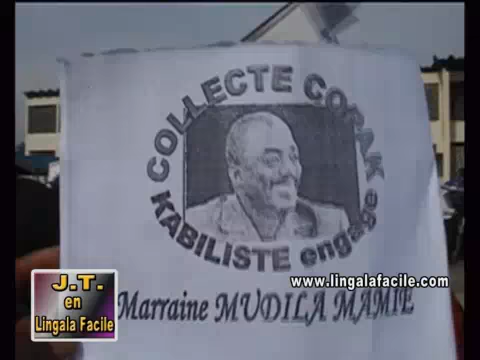 COLLECTE CORAK
KABILISTE engagé
www.lingalafacile.com
Marraine MUDILA MAMIE
J.T.
en
Lingala Facile